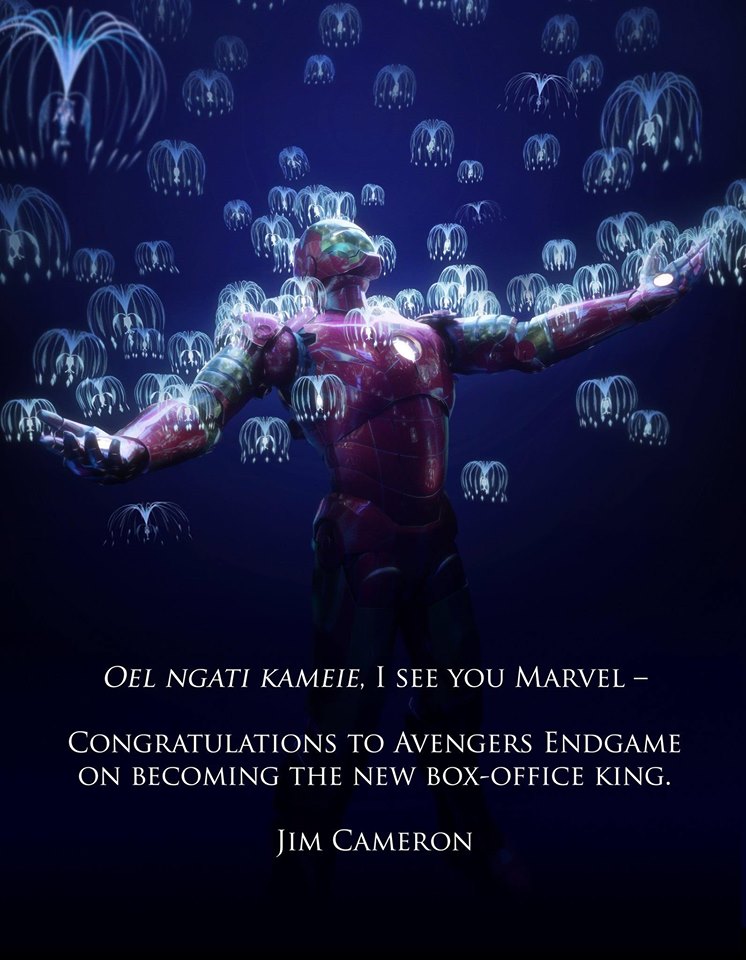 Oel ngati kameie, I see you Marvel –
Congratulations to Avengers Endgame
on becoming the new box-office king.
Jim Cameron